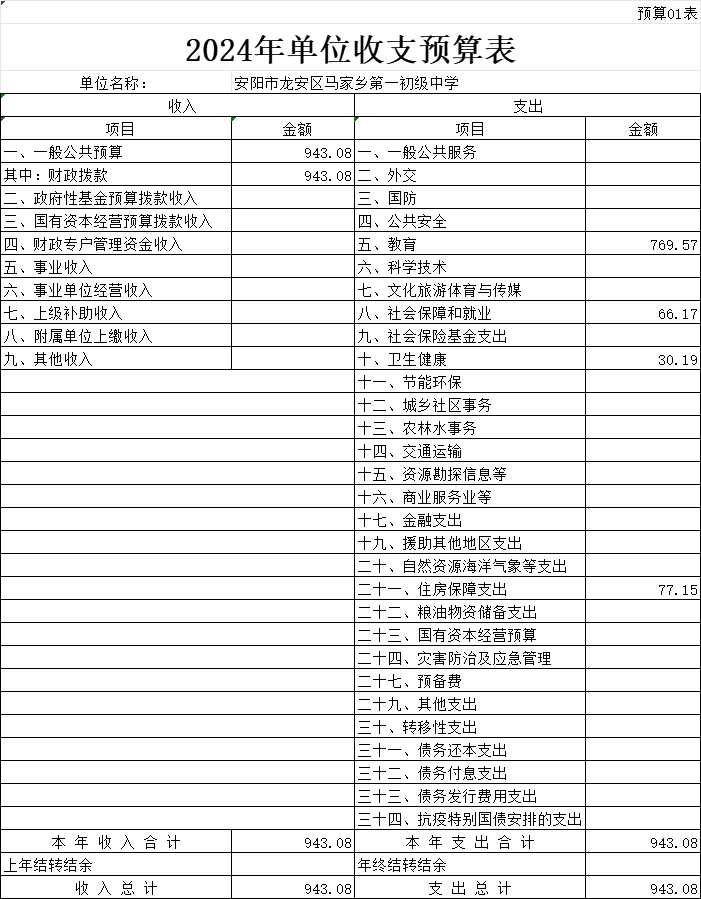 预算01表
2024年单位收支预算表
单位名称： 安阳市龙安区马家乡第一初级中学
收入 支出
项目 金额 项目 金额
一、一般公共预算 943.08 一、一般公共服务
其中：财政拨款 943.08 二、外交
二、政府性基金预算拨款收入 三、国防
三、国有资本经营预算拨款收入 四、公共安全
四、财政专户管理资金收入 五、教育 769.57
五、事业收入 六、科学技术
六、事业单位经营收入 七、文化旅游体育与传媒
七、上级补助收入 八、社会保障和就业 66.17
八、附属单位上缴收入 九、社会保险基金支出
九、其他收入 十、卫生健康 30.19
十一、节能环保
十二、城乡社区事务
十三、农林水事务
十四、交通运输
十五、资源勘探信息等
十六、商业服务业等
十七、金融支出
十九、援助其他地区支出
二十、自然资源海洋气象等支出
二十一、住房保障支出 77.15
二十二、粮油物资储备支出
二十三、国有资本经营预算
二十四、灾害防治及应急管理
二十七、预备费
二十九、其他支出
三十、转移性支出
三十一、债务还本支出
三十二、债务付息支出
三十三、债务发行费用支出
三十四、抗疫特别国债安排的支出
本 年 收 入 合 计 943.08 本 年 支 出 合 计 943.08
上年结转结余 年终结转结余
收 入 总 计 943.08 支 出 总 计 943.08